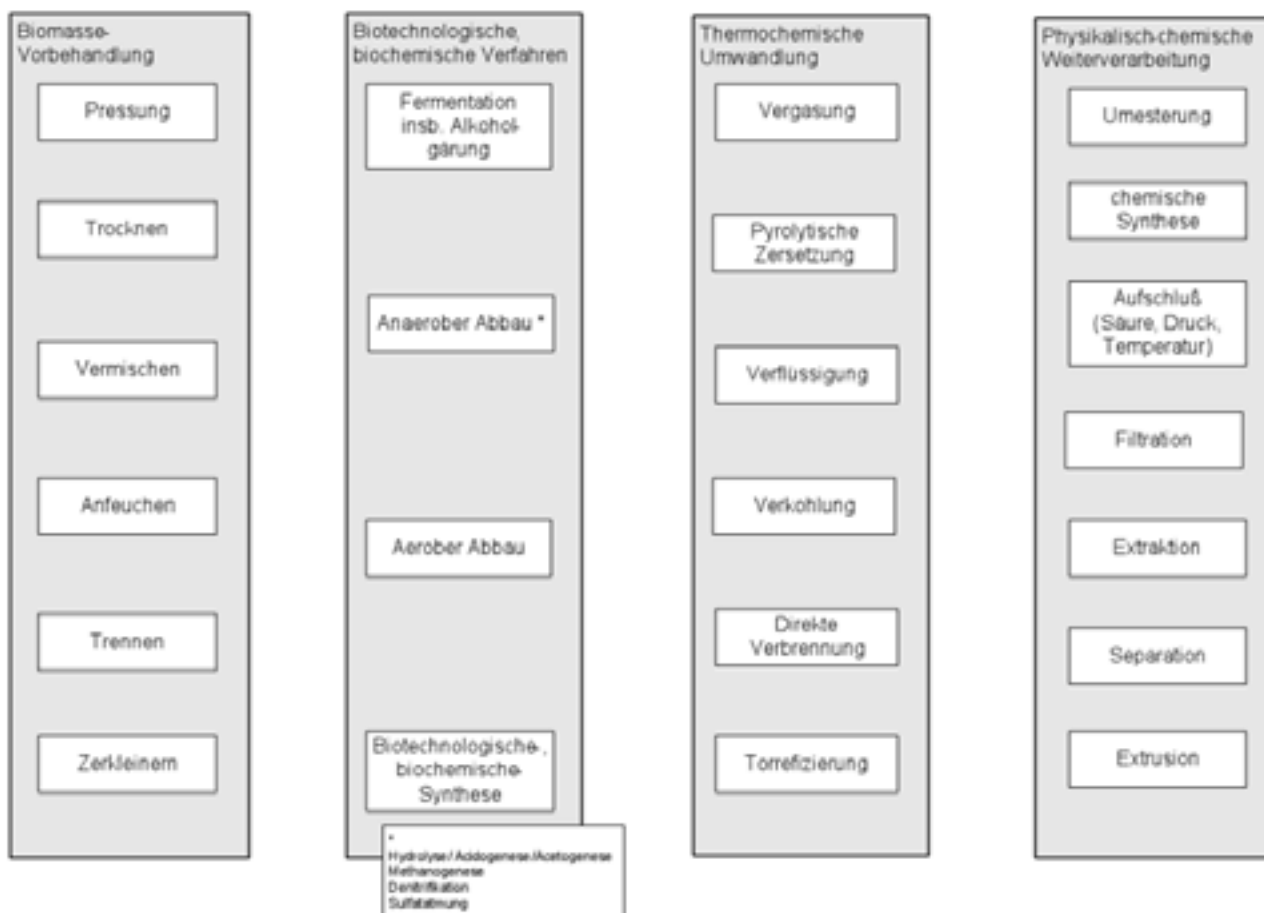 Biomasse-
Vorbehandlung
Pressung
Trocknen
Vermischen
Anfeuchen
Trennen
Zerkleinern
Biotechnologische,
biochemische Verfahren
Fermentation
insb. Alkohol-
gärung
Anaerober Abbau *
Aerober Abbau
Biotechnologische-,
biochemische-
Synthese
*
Hydrolyse/ Acidogenese/Acetogenese
Methanogenese
Denitrifikation
Sulfatatmung
Thermochemische
Umwandlung
Vergasung
Pyrolytische
Zersetzung
Verflüssigung
Verkohlung
Direkte
Verbrennung
Torrefizierung
Physikalisch-chemische
Weiterverarbeitung
Umesterung
chemische
Synthese
Aufschluß
(Säure, Druck,
Temperatur)
Filtration
Extraktion
Separation
Extrusion